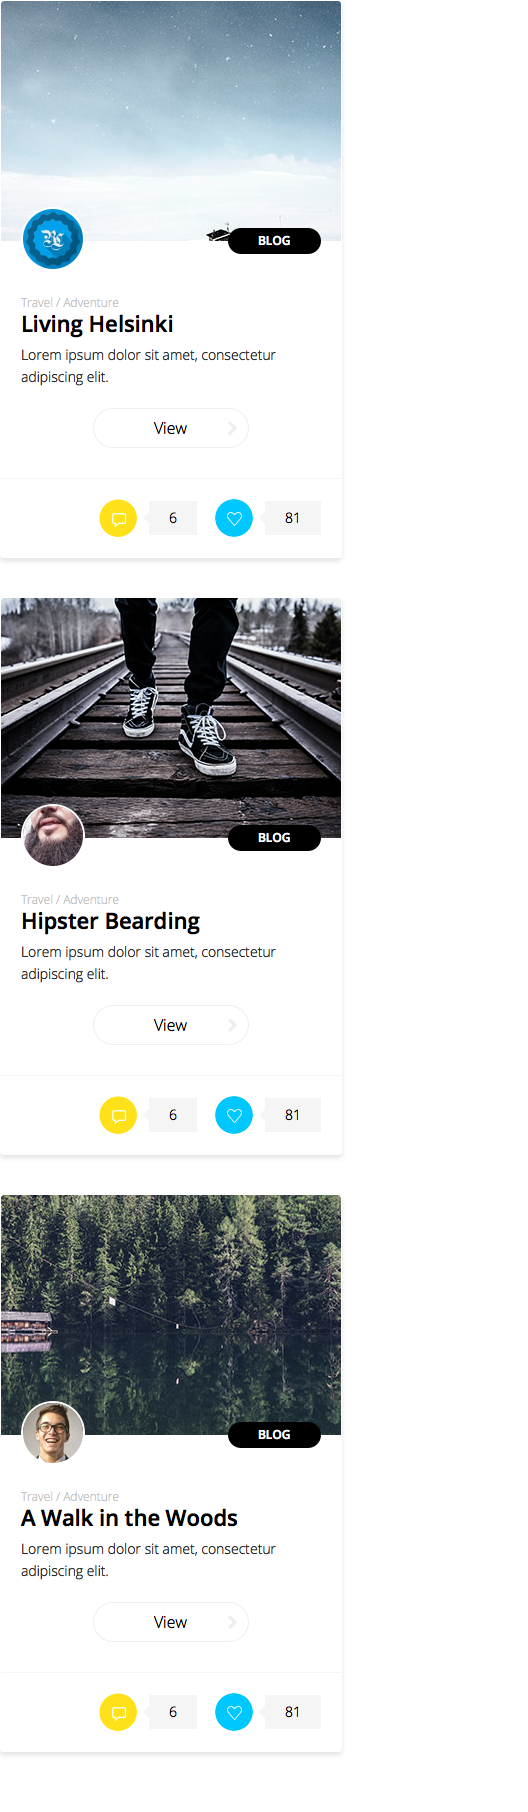 BLOG
Travel / Adventure
Living Helsinki
Lorem ipsum dolor sit amet, consectetur
adipiscing elit.
View
6
81
BLOG
Travel / Adventure
Hipster Bearding
Lorem ipsum dolor sit amet, consectetur
adipiscing elit.
View
6
81
BLOG
Travel / Adventure
A Walk in the Woods
Lorem ipsum dolor sit amet, consectetur
adipiscing elit.
View
6
81